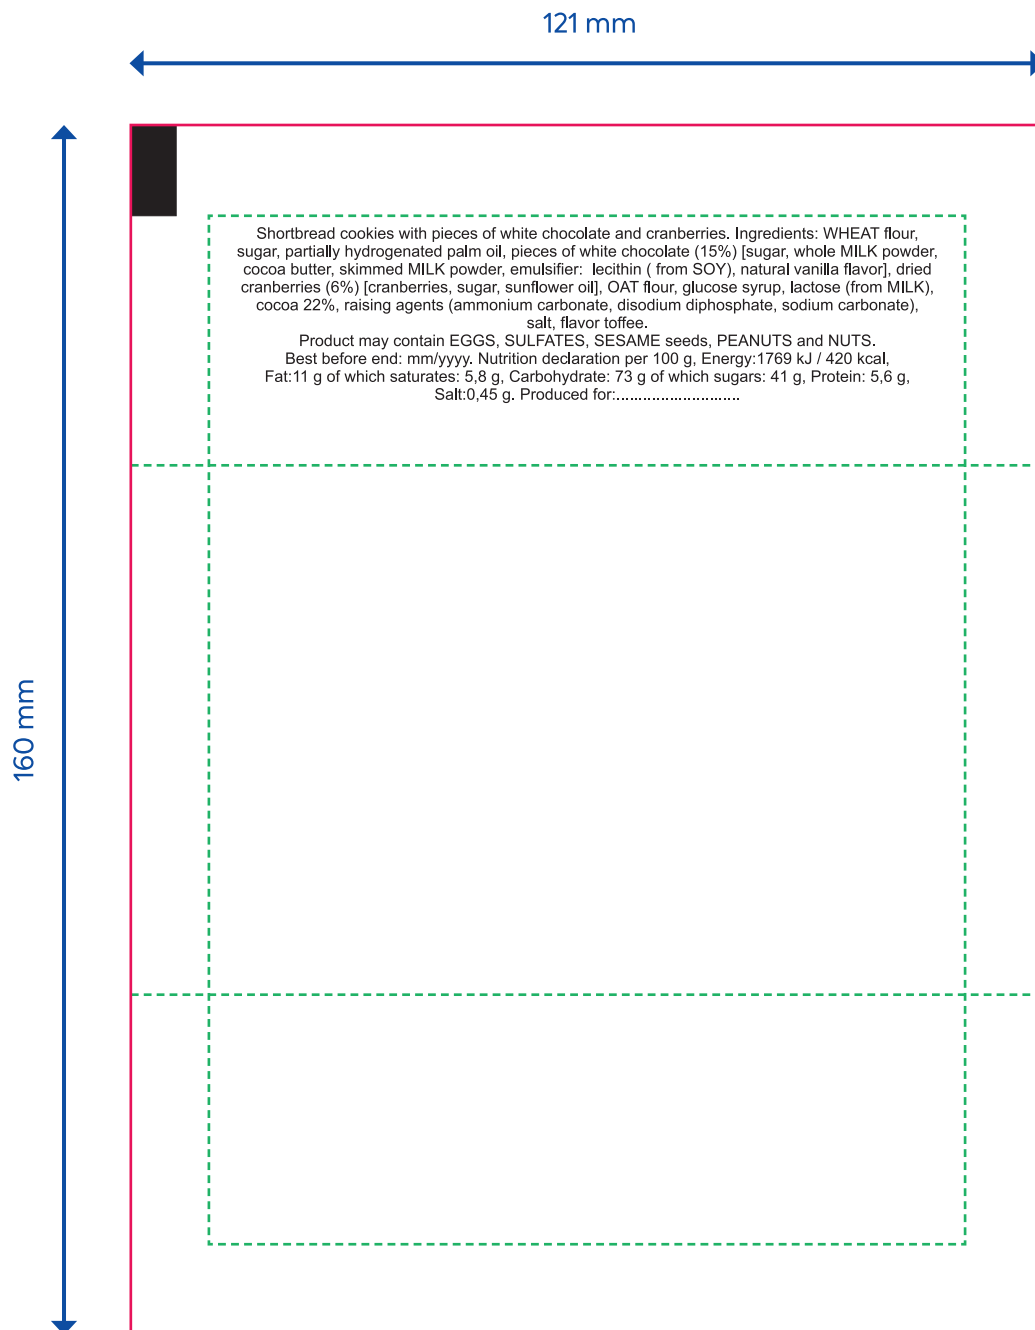 121 mm
160 mm
Shortbread cookies with pieces of white chocolate and cranberries. Ingredients: WHEAT flour,
sugar, partially hydrogenated palm oil, pieces of white chocolate (15%) [sugar, whole MILK powder,
cocoa butter, skimmed MILK powder, emulsifier: lecithin ( from SOY), natural vanilla flavor], dried
cranberries (6%) [cranberries, sugar, sunflower oil], OAT flour, glucose syrup, lactose (from MILK),
cocoa 22%, raising agents (ammonium carbonate, disodium diphosphate, sodium carbonate),
salt, flavor toffee.
Product may contain EGGS, SULFATES, SESAME seeds, PEANUTS and NUTS.
Best before end: mm/yyyy. Nutrition declaration per 100 g, Energy:1769 kJ / 420 kcal,
Fat:11 g of which saturates: 5,8 g, Carbohydrate: 73 g of which sugars: 41 g, Protein: 5,6 g,
Salt:0,45 g. Produced for:............................